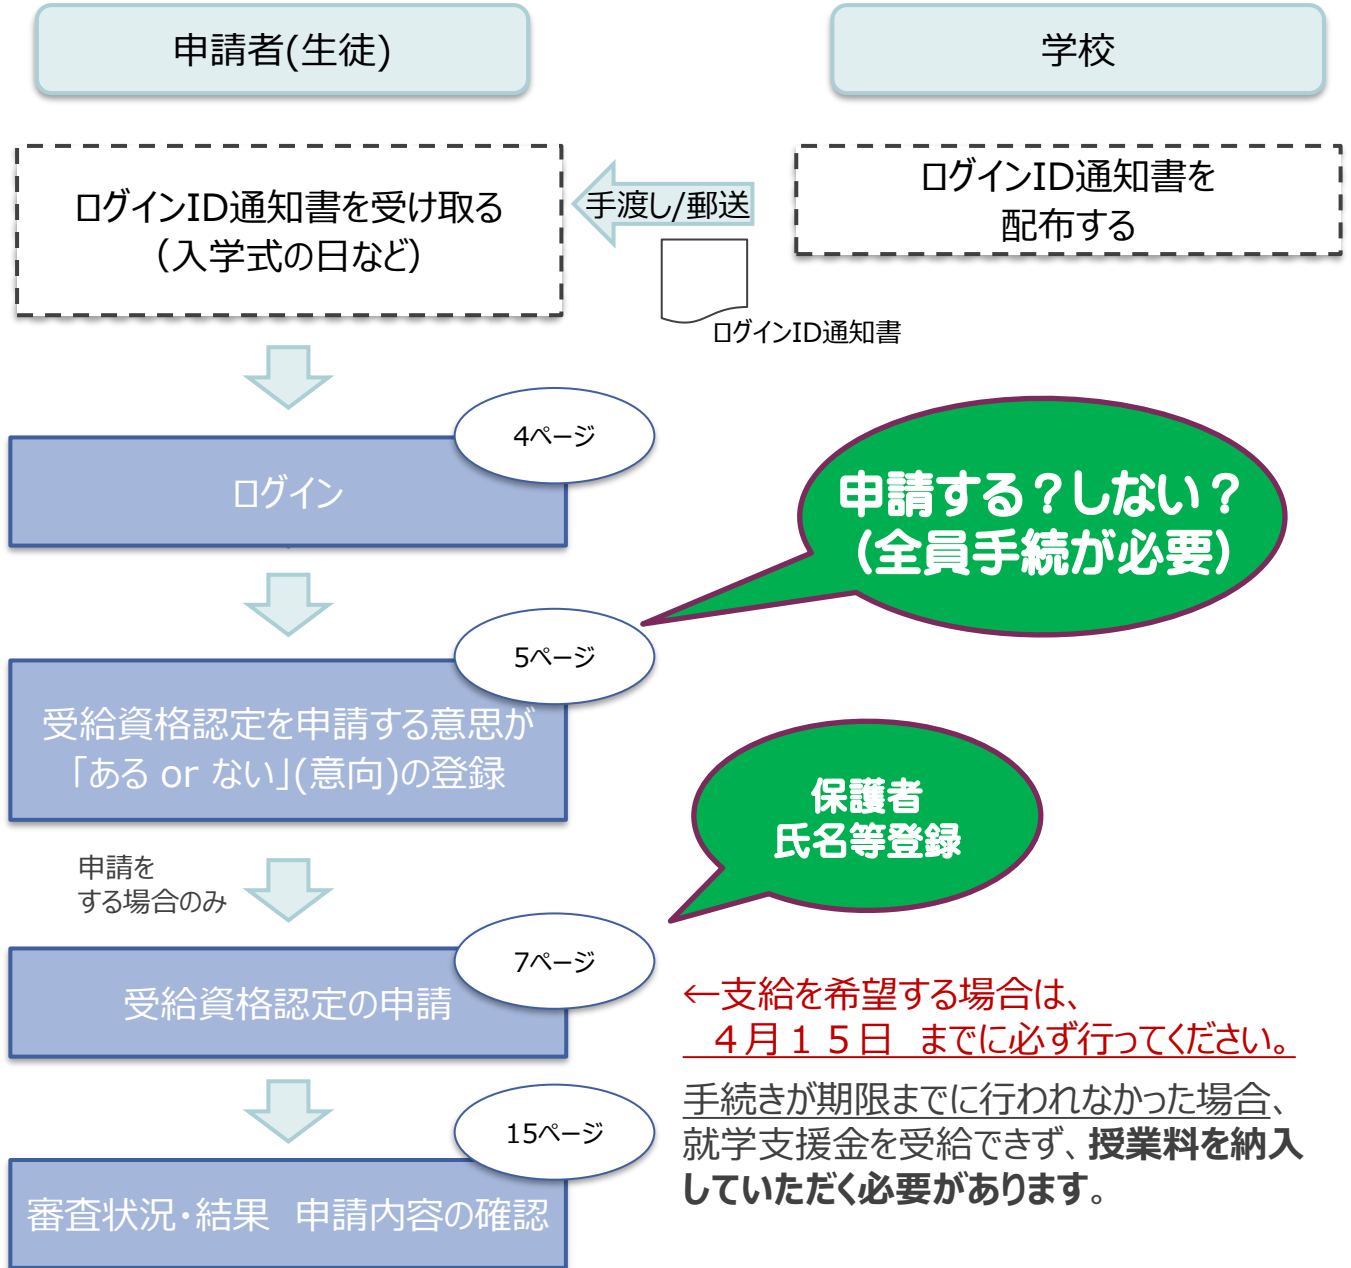 申請者(生徒)
学校
ログインID通知書を受け取る
（入学式の日など）
手渡し/郵送
ログインID通知書を
配布する
ログインID通知書
4ページ
ログイン
申請する？しない？
（全員手続が必要）
5ページ
受給資格認定を申請する意思が
「ある or ない」(意向)の登録
保護者
氏名等登録
申請を
する場合のみ
7ページ
受給資格認定の申請
←支給を希望する場合は、
４月１５日　までに必ず行ってください。
手続きが期限までに行われなかった場合、
就学支援金を受給できず、授業料を納入
していただく必要があります。
15ページ
審査状況・結果　申請内容の確認